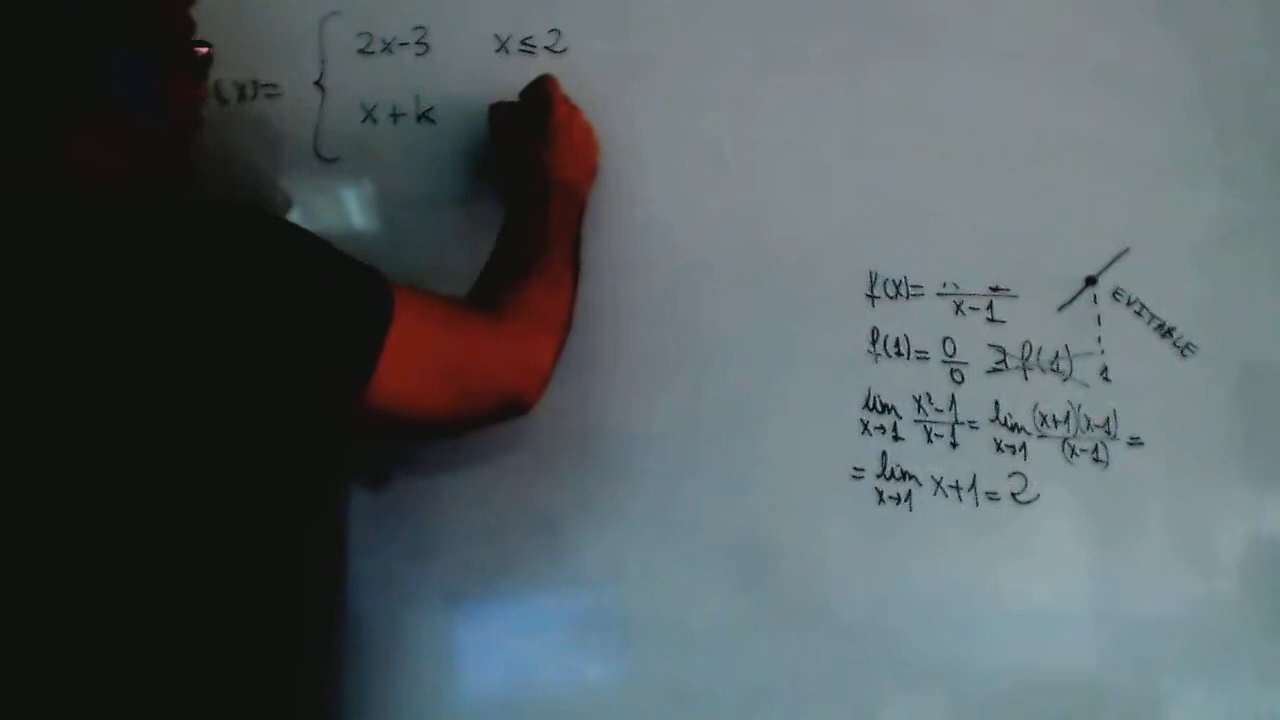 (x)= { 2x-3 x≤2
x+k
f(x)= ─── x-1
EVITABLE
f(1)= 0/0 ∄f(1) 1
lim x→1 x²-1/x-1 = lim x→1 (x+1)(x-1)/(x-1) =
= lim x→1 x+1=2